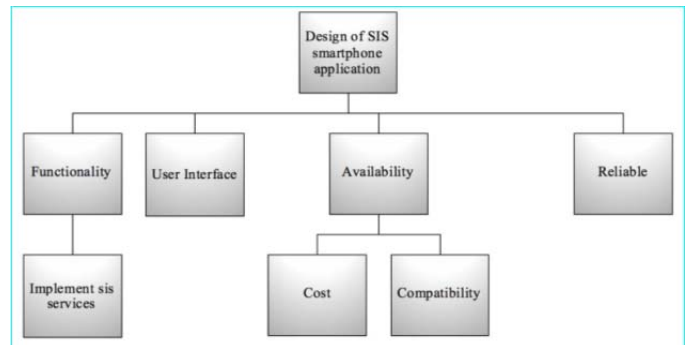 Design of SIS
smartphone
application
Functionality
User Interface
Availability
Reliable
Implement sis
services
Cost
Compatibility